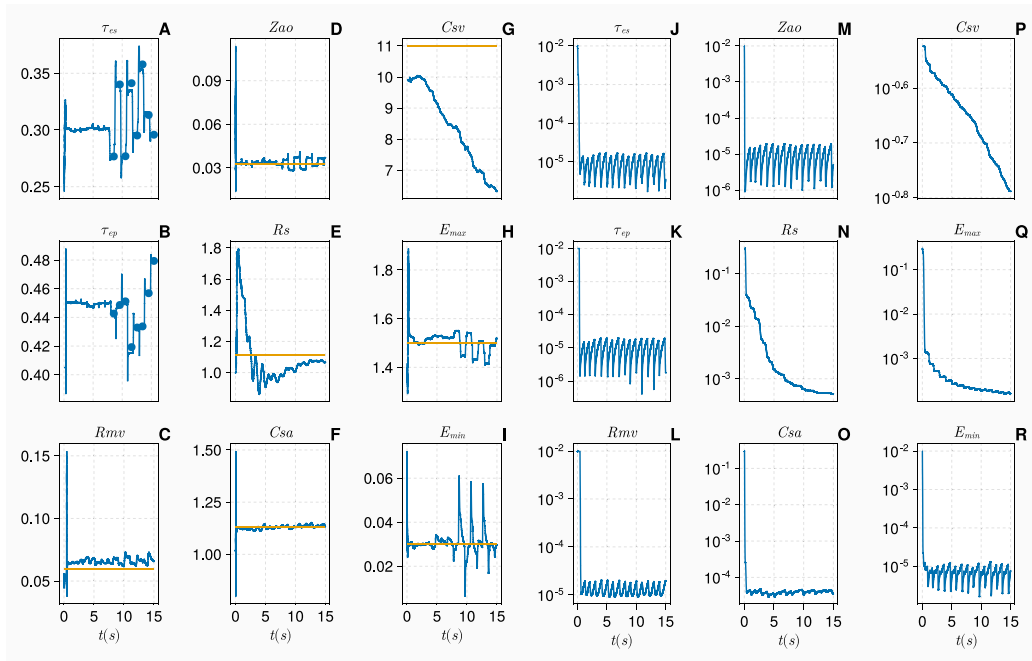 τes A Zao D Csv G τes J Zao M Csv P
0.35 0.30 0.25
0.09 0.06 0.03
11 10 9 8 7
10−2 10−3 10−4 10−5
10−2 10−3 10−4 10−5 10−6
10−0.6 10−0.7 10−0.8
τep B Rs E Emax H τep K Rs N Emax Q
0.48 0.46 0.44 0.42 0.40
1.8 1.6 1.4 1.2 1.0
1.8 1.6 1.4
10−2 10−3 10−4 10−5 10−6
10−1 10−2 10−3
10−1 10−2 10−3
Rmv C Csa F Emin I Rmv L Csa O Emin R
0.15 0.10 0.05
1.50 1.25 1.00
0.06 0.04 0.02
10−2 10−3 10−4 10−5
10−1 10−2 10−3 10−4
10−2 10−3 10−4 10−5
0 5 10 15 0 5 10 15 0 5 10 15 0 5 10 15 0 5 10 15 0 5 10 15
t(s) t(s) t(s) t(s) t(s) t(s)